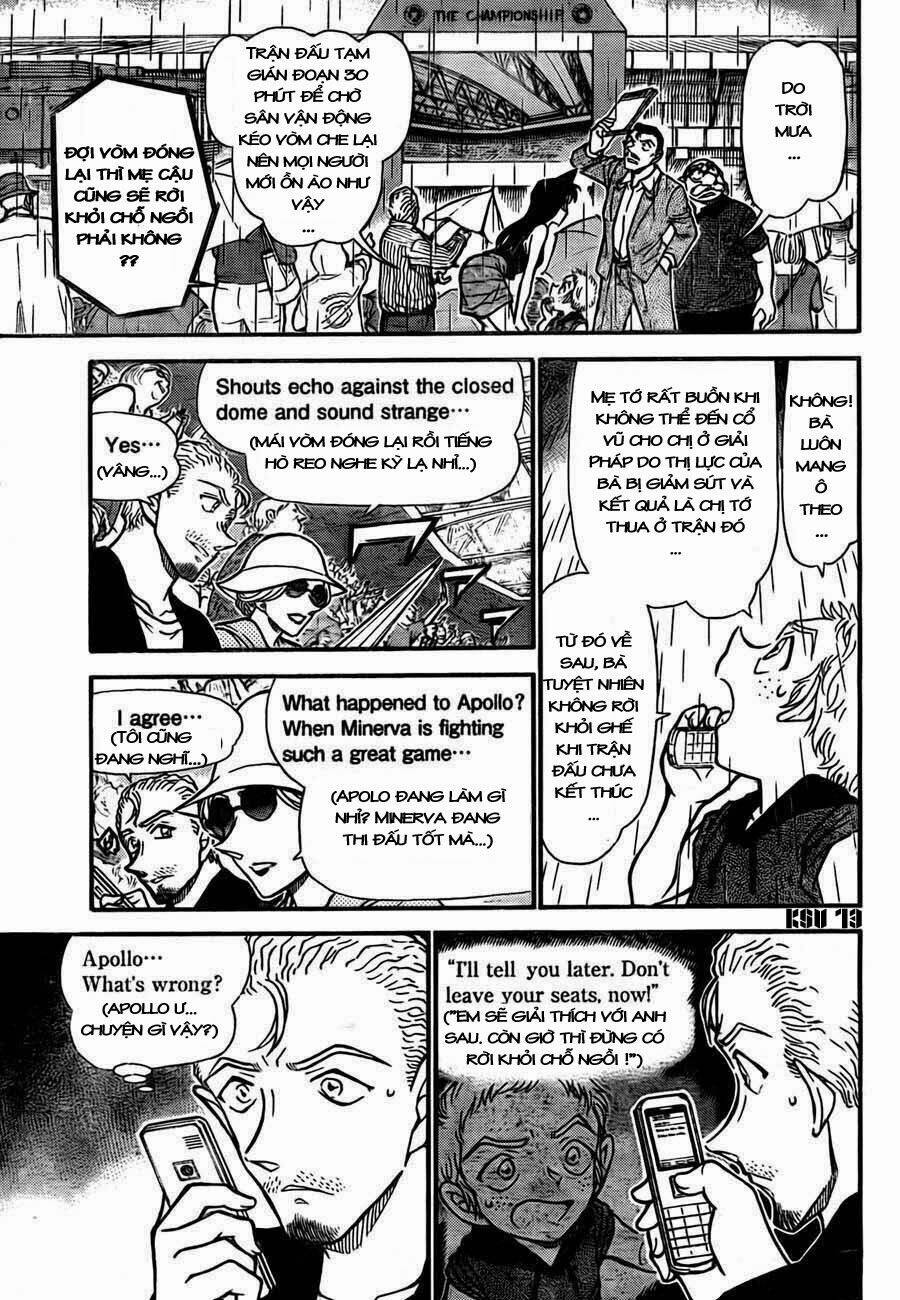 THE CHAMPIONSHIP
DO
TRỜI
MƯA
...
TRẬN ĐẤU TẠM
GIÁN ĐOẠN 30
PHÚT ĐỂ CHỜ
SÂN VẬN ĐỘNG
KÉO VÒM CHE LẠI
NÊN MỌI NGƯỜI
MỚI ỒN ÀO NHƯ
VẬY
...
ĐỢI VÒM ĐÓNG
LẠI THÌ MẸ CẬU
CŨNG SẼ RỜI
KHỎI CHỖ NGỒI
PHẢI KHÔNG
??
KHÔNG!
BÀ
LUÔN
MANG
Ô
THEO
...
MẸ TỚ RẤT BUỒN KHI
KHÔNG THỂ ĐẾN CỔ
VŨ CHO CHỊ Ở GIẢI
PHÁP DO THỊ LỰC CỦA
BÀ BỊ GIẢM SÚT VÀ
KẾT QUẢ LÀ CHỊ TỚ
THUA Ở TRẬN ĐÓ
...
TỪ ĐÓ VỀ
SAU, BÀ
TUYỆT NHIÊN
KHÔNG RỜI
KHỎI GHẾ
KHI TRẬN
ĐẤU CHƯA
KẾT THÚC
...
Shouts echo against the closed
dome and sound strange...
(MÁI VÒM ĐÓNG LẠI RỒI TIẾNG
HÒ REO NGHE KỲ LẠ NHỈ...)
Yes...
(VÂNG...)
What happened to Apollo?
When Minerva is fighting
such a great game...
(APOLO ĐANG LÀM GÌ
NHỈ? MINERVA ĐANG
THI ĐẤU TỐT MÀ...)
I agree...
(TÔI CŨNG
ĐANG NGHĨ...)
KSV 73
"I'll tell you later. Don't
leave your seats, now!"
("EM SẼ GIẢI THÍCH VỚI ANH
SAU. CÒN GIỜ THÌ ĐỪNG CÓ
RỜI KHỎI CHỖ NGỒI !")
Apollo...
What's wrong?
(APOLLO Ư...
CHUYỆN GÌ VẬY?)